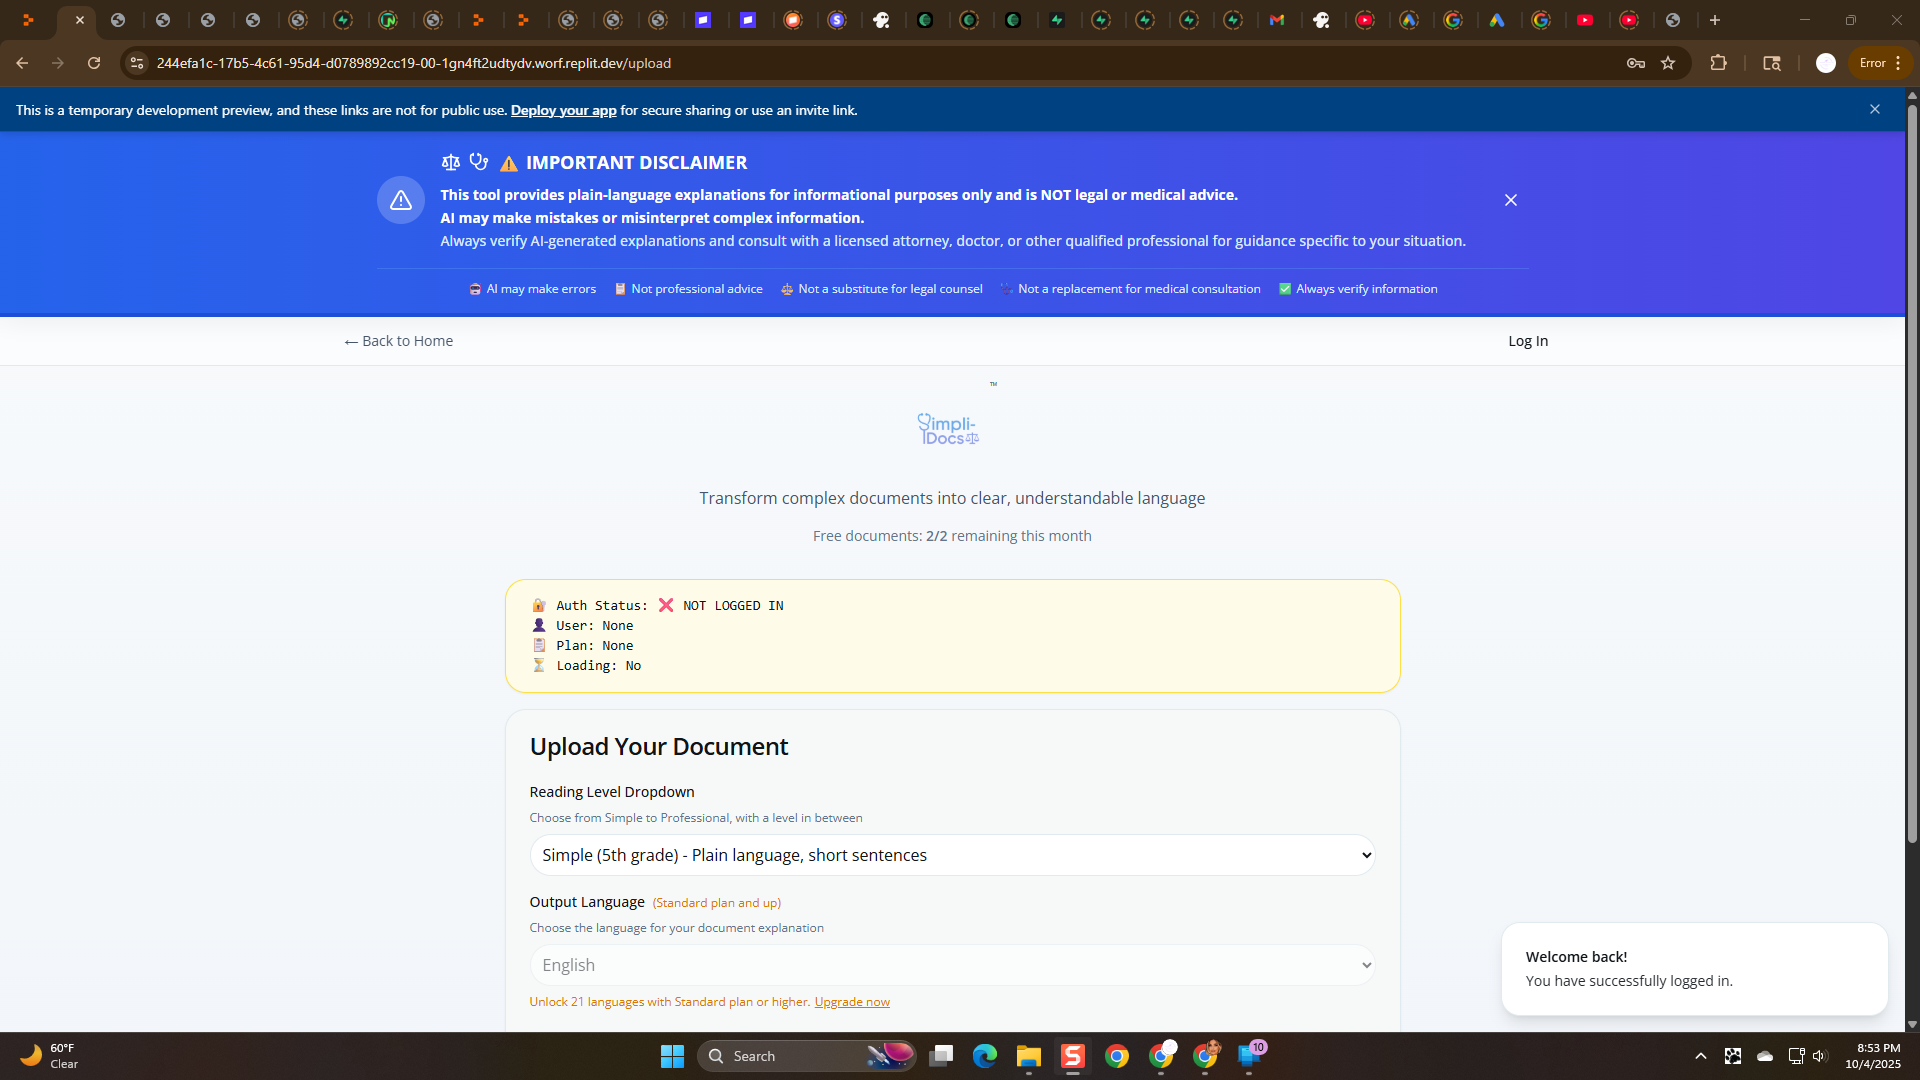 244efa1c-17b5-4c61-95d4-d0789892cc19-00-1gn4ft2udtydv.worf.replit.dev/upload
Error
This is a temporary development preview, and these links are not for public use. Deploy your app for secure sharing or use an invite link.
IMPORTANT DISCLAIMER
This tool provides plain-language explanations for informational purposes only and is NOT legal or medical advice.
AI may make mistakes or misinterpret complex information.
Always verify AI-generated explanations and consult with a licensed attorney, doctor, or other qualified professional for guidance specific to your situation.
AI may make errors Not professional advice Not a substitute for legal counsel Not a replacement for medical consultation Always verify information
← Back to Home Log In
TM
Simpli-
Docs
Transform complex documents into clear, understandable language
Free documents: 2/2 remaining this month
Auth Status: ❌ NOT LOGGED IN
User: None
Plan: None
Loading: No
Upload Your Document
Reading Level Dropdown
Choose from Simple to Professional, with a level in between
Simple (5th grade) - Plain language, short sentences
Output Language (Standard plan and up)
Choose the language for your document explanation
English
Unlock 21 languages with Standard plan or higher. Upgrade now
Welcome back!
You have successfully logged in.
60°F
Clear
Search
10
8:53 PM
10/4/2025